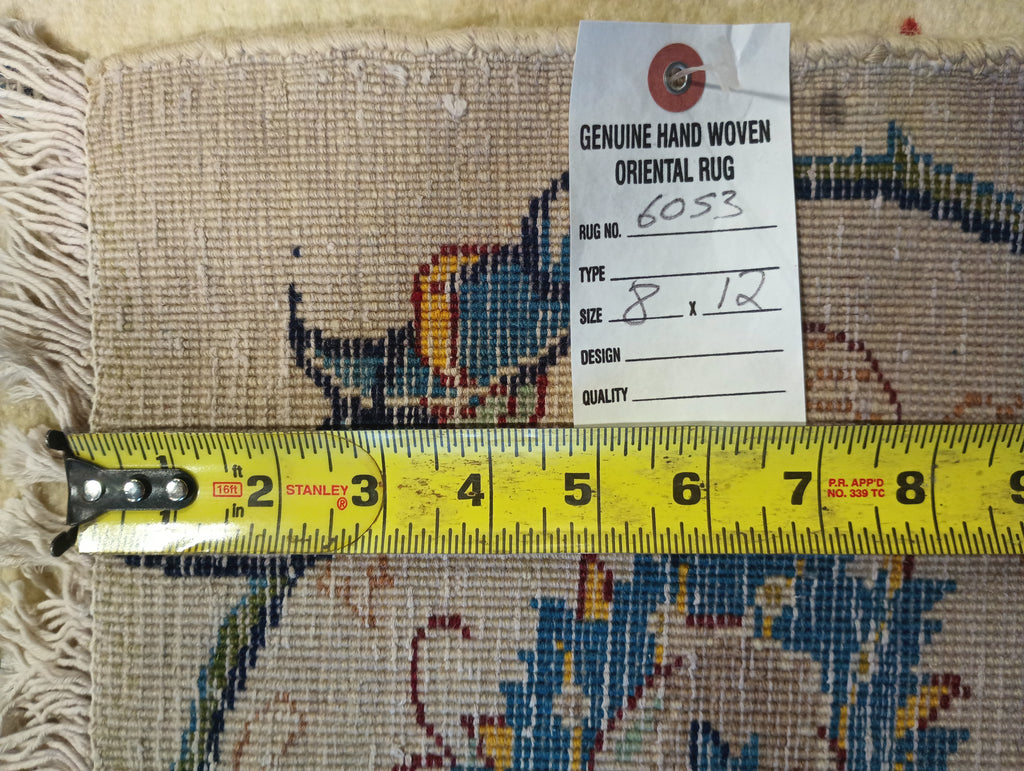 GENUINE HAND WOVEN
ORIENTAL RUG
RUG NO. 6053
TYPE
SIZE 8 X 12
DESIGN
QUALITY
1 16ft ft 2 STANLEY® 3 4 5 6 7 P.R. APP'D NO. 339 TC 8 9
1 in